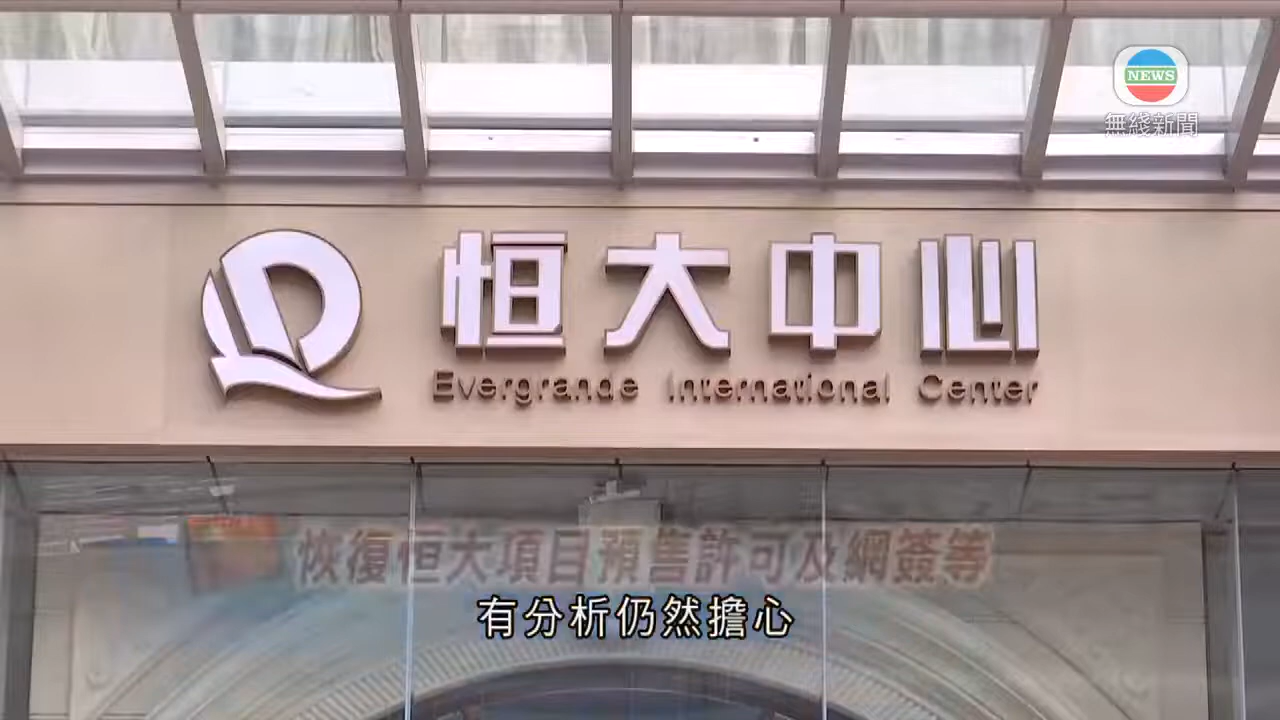 NEWS
無綫新聞
恒大中心
Evergrande International Center
恢復恒大項目預售許可及網簽等
有分析仍然擔心